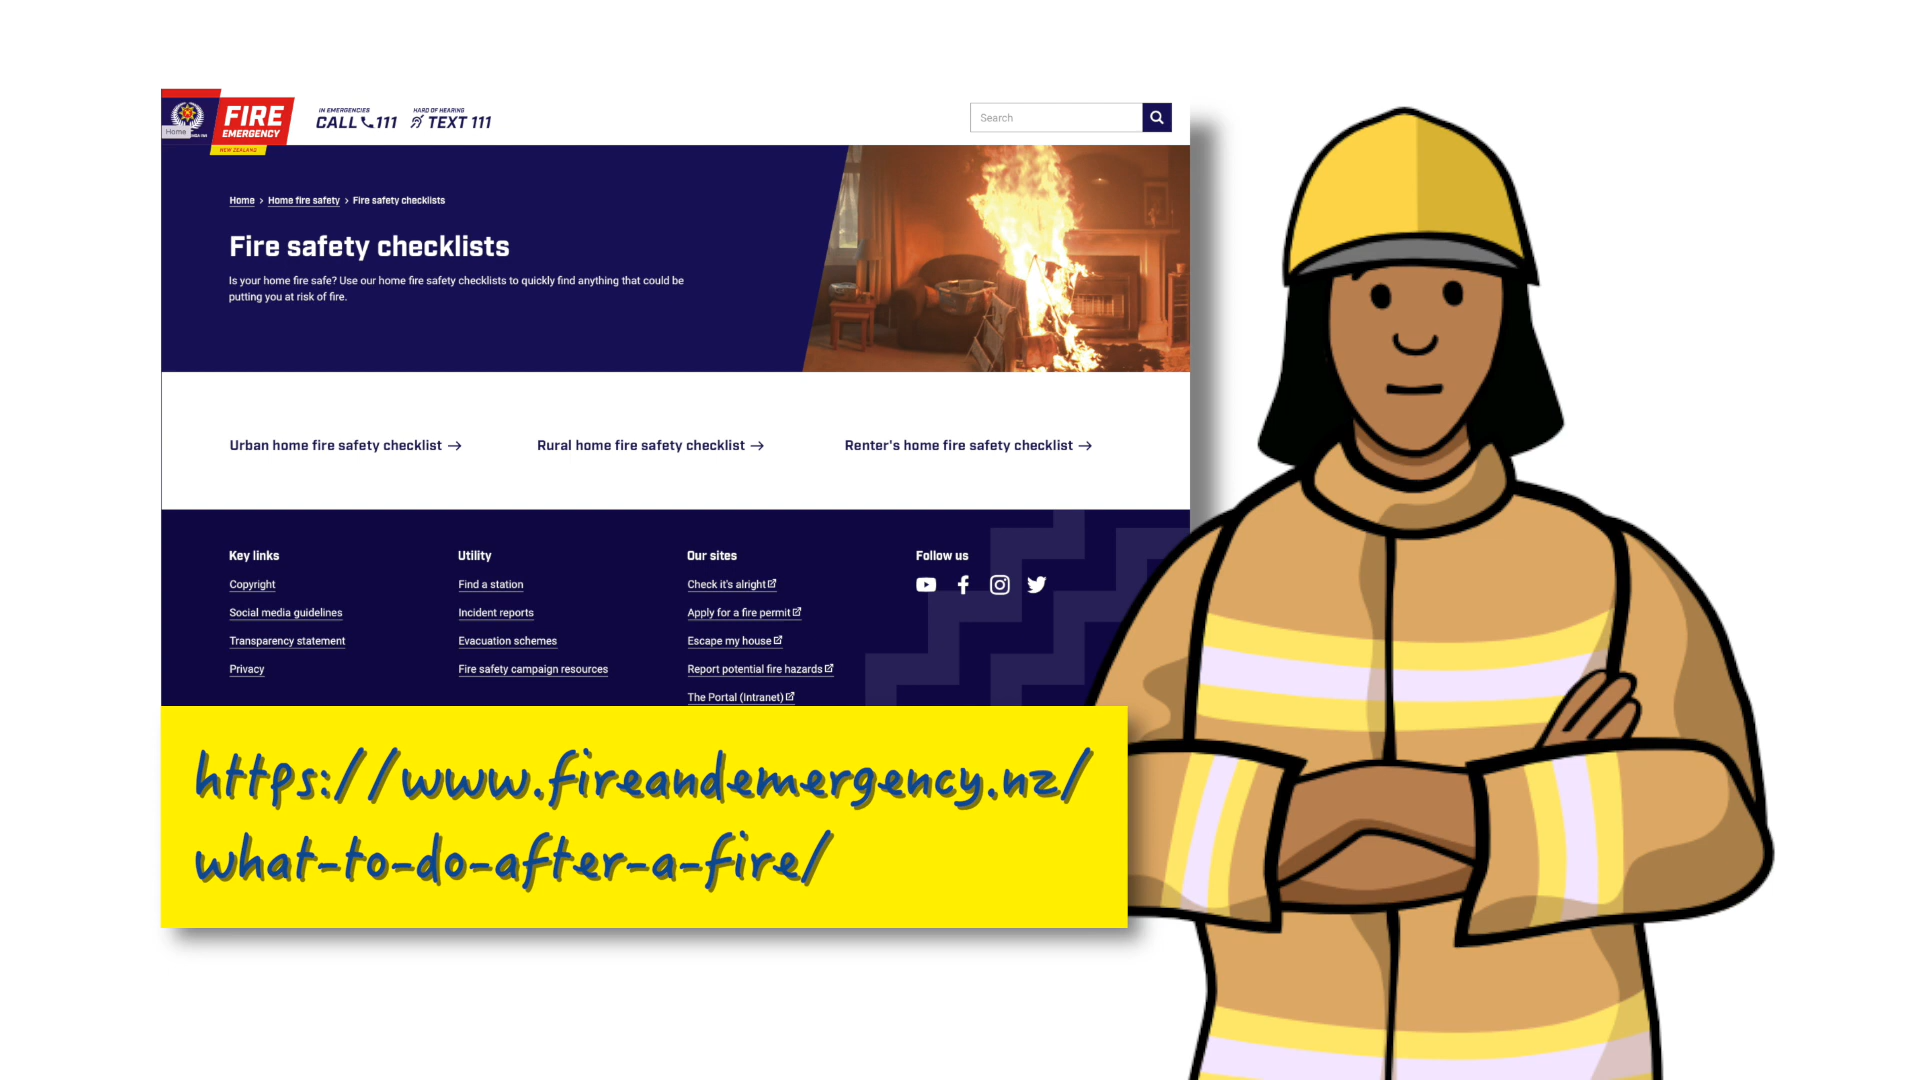 FIRE
EMERGENCY
NEW ZEALAND
Home
IN EMERGENCIES
CALL 111
HARD OF HEARING
TEXT 111
Search
Home > Home fire safety > Fire safety checklists
Fire safety checklists
Is your home fire safe? Use our home fire safety checklists to quickly find anything that could be
putting you at risk of fire.
Urban home fire safety checklist →
Rural home fire safety checklist →
Renter's home fire safety checklist →
Key links
Copyright
Social media guidelines
Transparency statement
Privacy
Utility
Find a station
Incident reports
Evacuation schemes
Fire safety campaign resources
Our sites
Check it's alright
Apply for a fire permit
Escape my house
Report potential fire hazards
The Portal (Intranet)
Follow us
https://www.fireandemergency.nz/
what-to-do-after-a-fire/